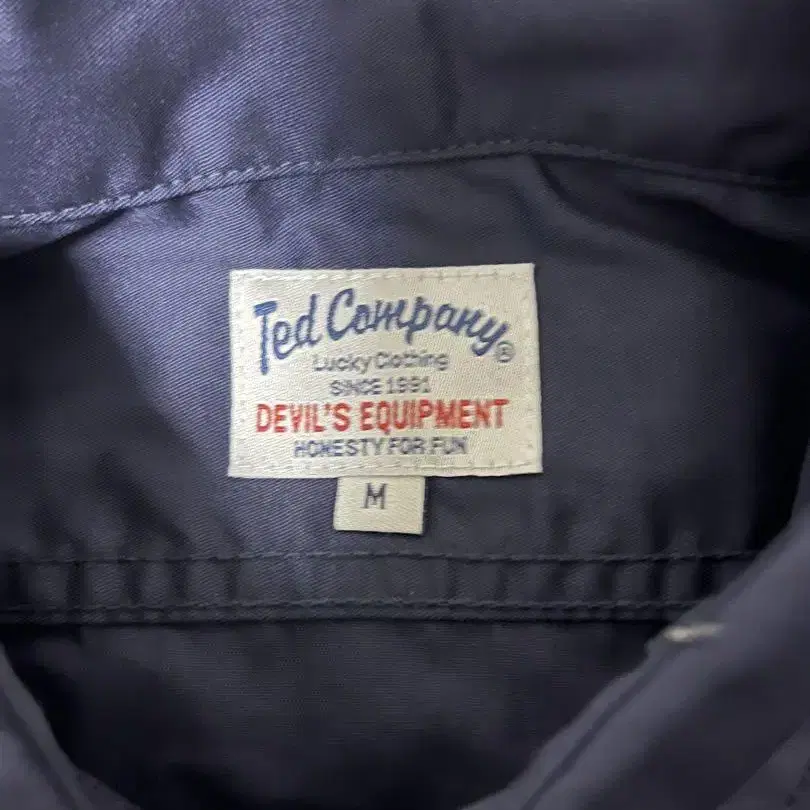 Ted Company®
Lucky Clothing
SINCE 1991
DEVIL'S EQUIPMENT
HONESTY FOR FUN
M